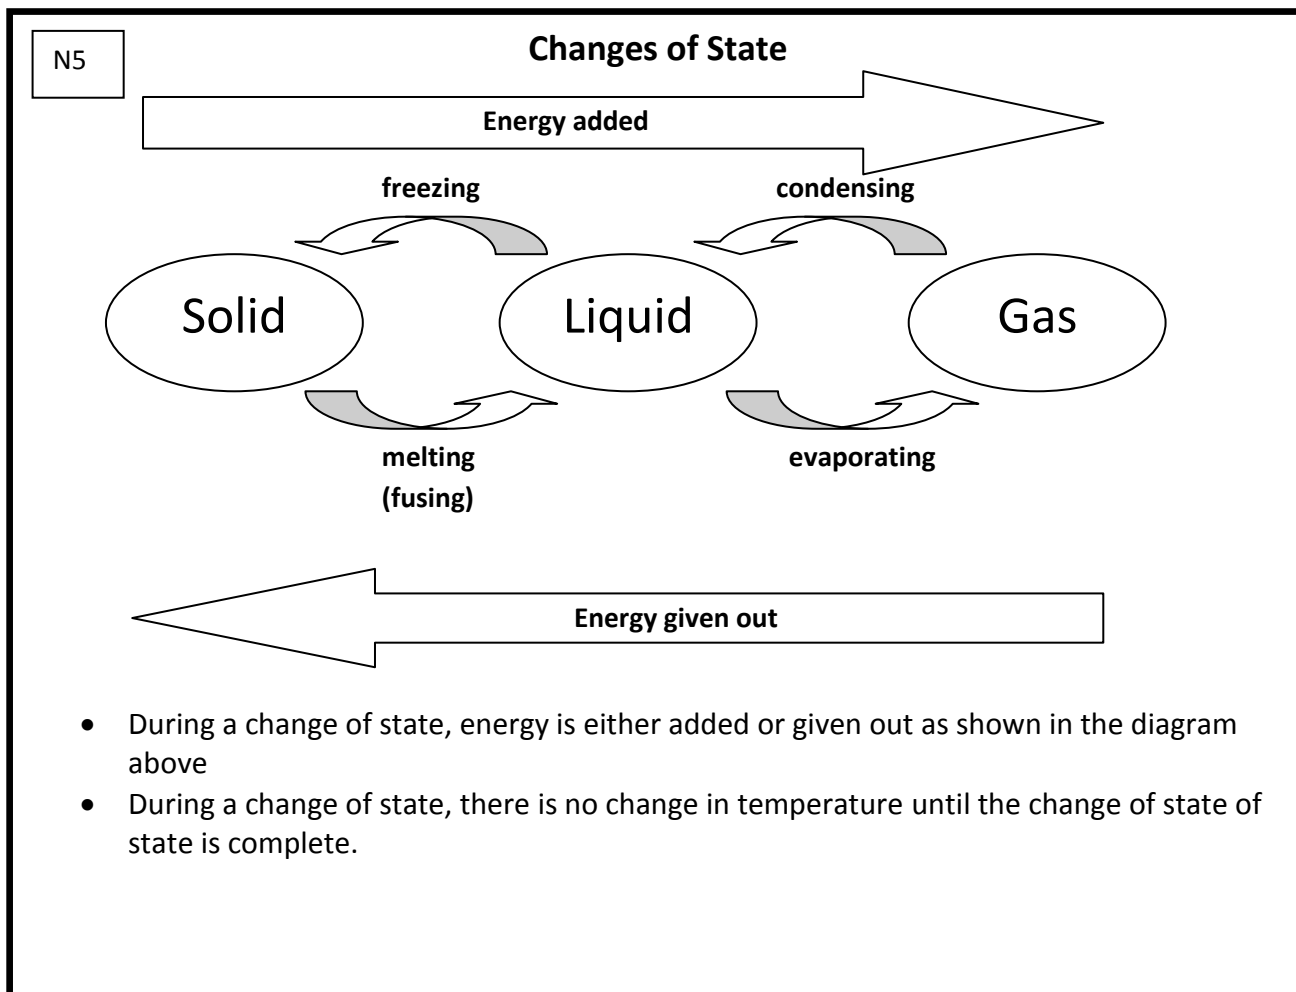 N5
Changes of State
Energy added
freezing
condensing
Solid
Liquid
Gas
melting
(fusing)
evaporating
Energy given out
• During a change of state, energy is either added or given out as shown in the diagram
above
• During a change of state, there is no change in temperature until the change of state of
state is complete.